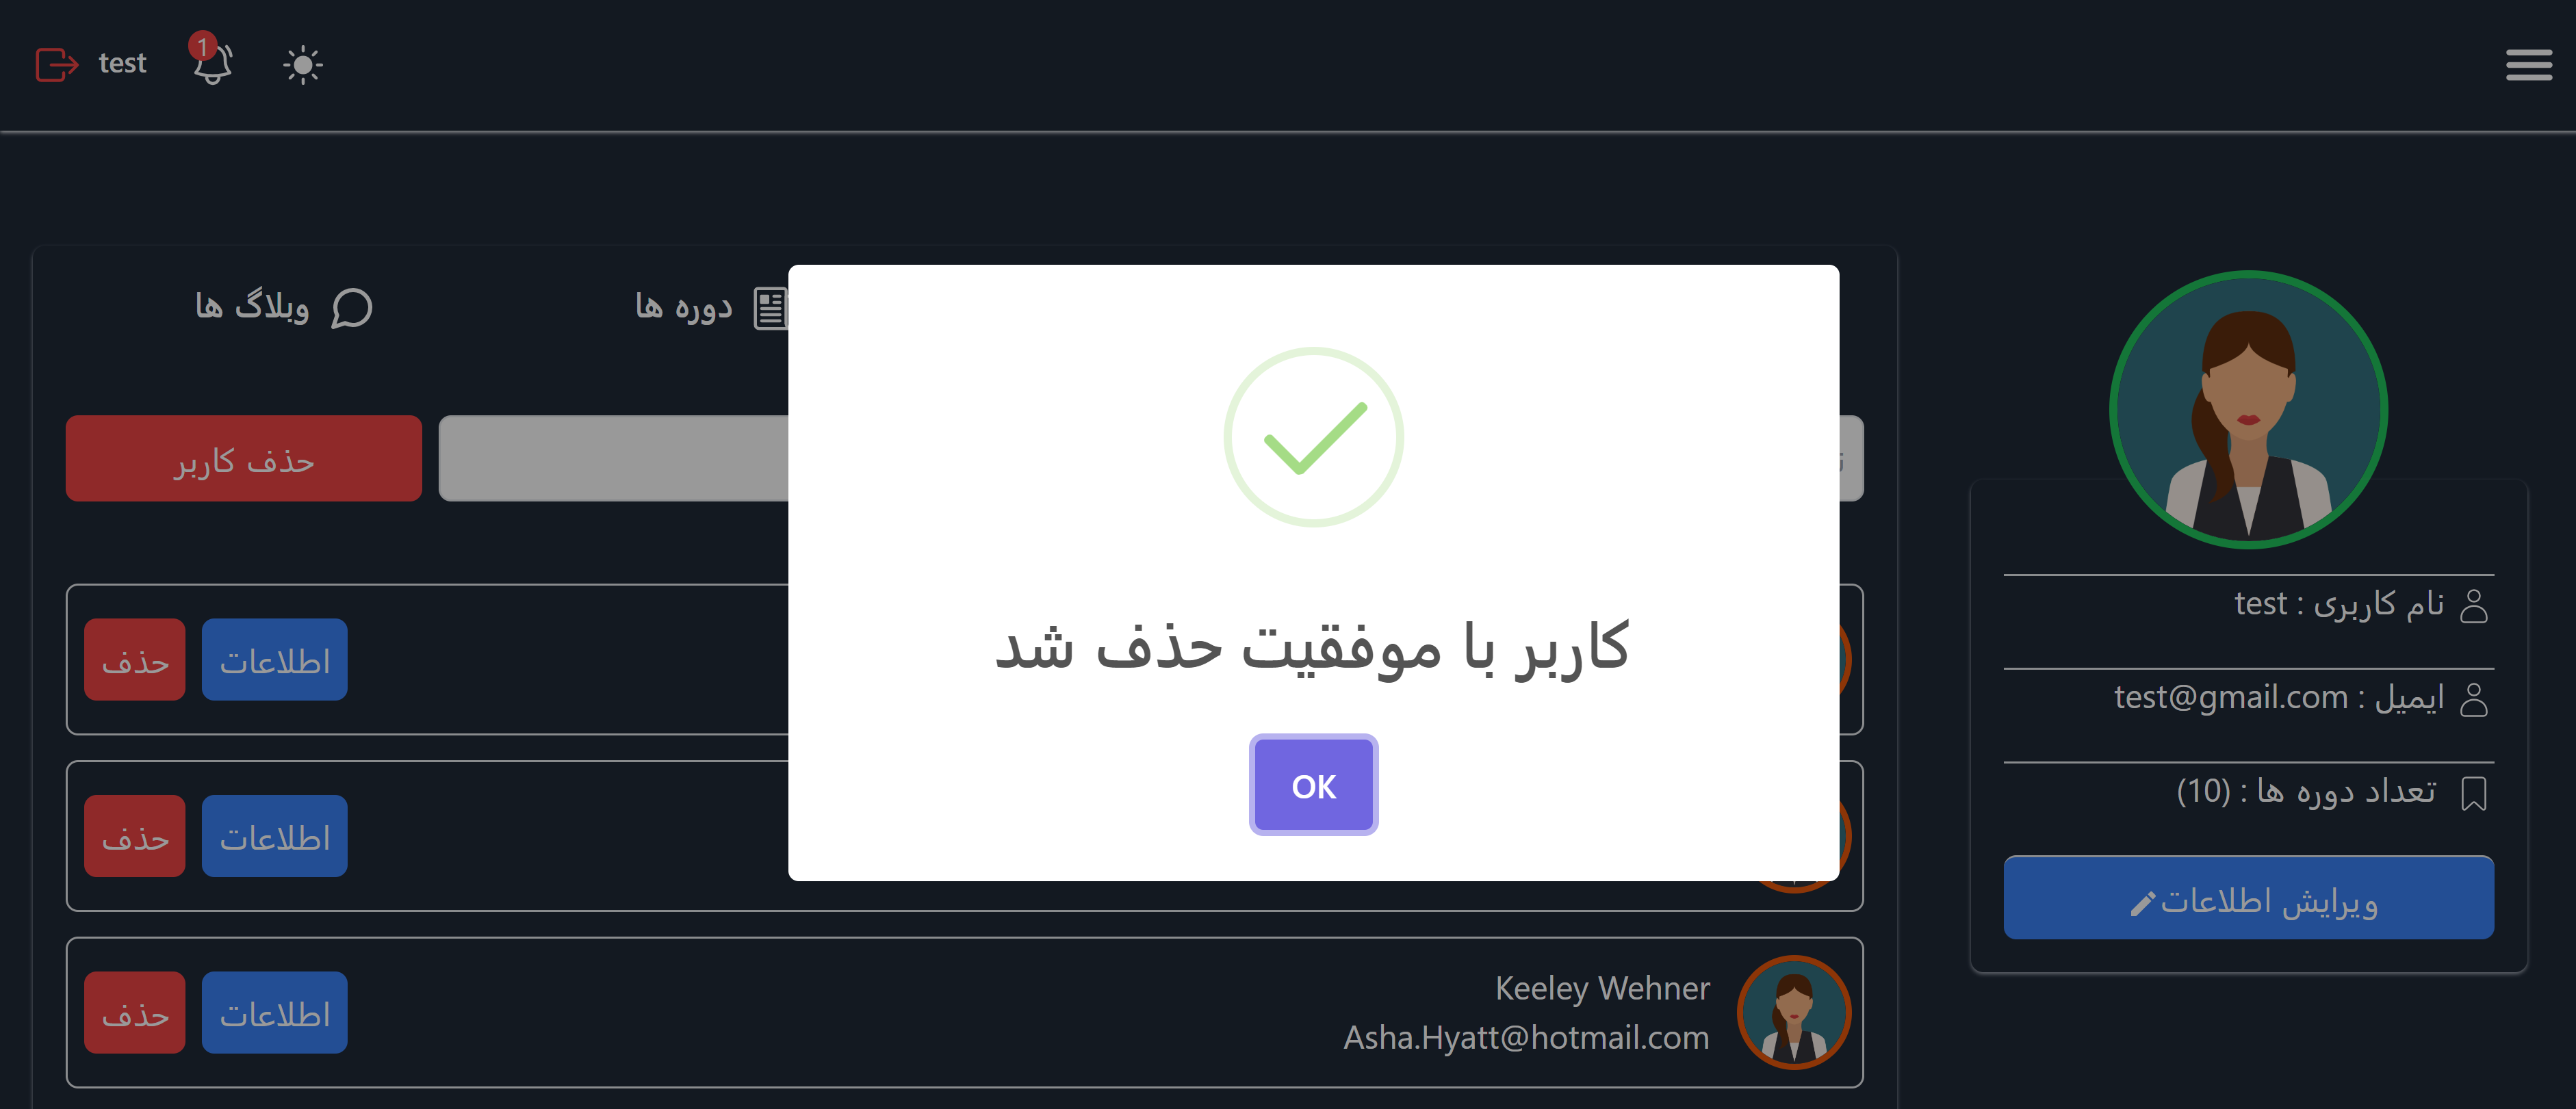 test
1
دوره ها
وبلاگ ها
حذف کاربر
کاربر با موفقیت حذف شد
OK
اطلاعات
حذف
اطلاعات
حذف
Keeley Wehner
Asha.Hyatt@hotmail.com
اطلاعات
حذف
نام کاربری : test
ایمیل : test@gmail.com
تعداد دوره ها : (10)
ویرایش اطلاعات